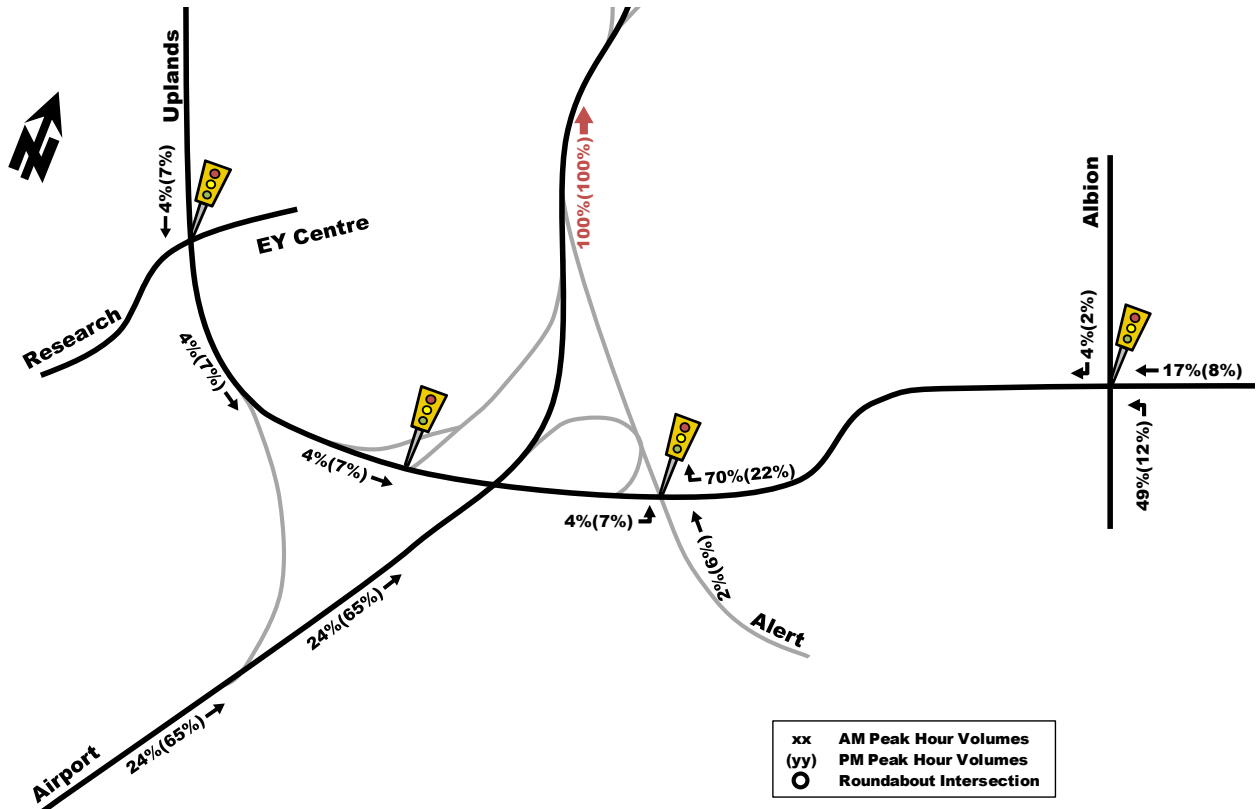 Uplands
4%(7%)
EY Centre
Research
100%(100%)
Albion
4%(2%)
17%(8%)
49%(12%)
4%(7%)
4%(7%)
70%(22%)
4%(7%)
2%(6%)
Alert
24%(65%)
24%(65%)
Airport
xx AM Peak Hour Volumes
(yy) PM Peak Hour Volumes
Roundabout Intersection